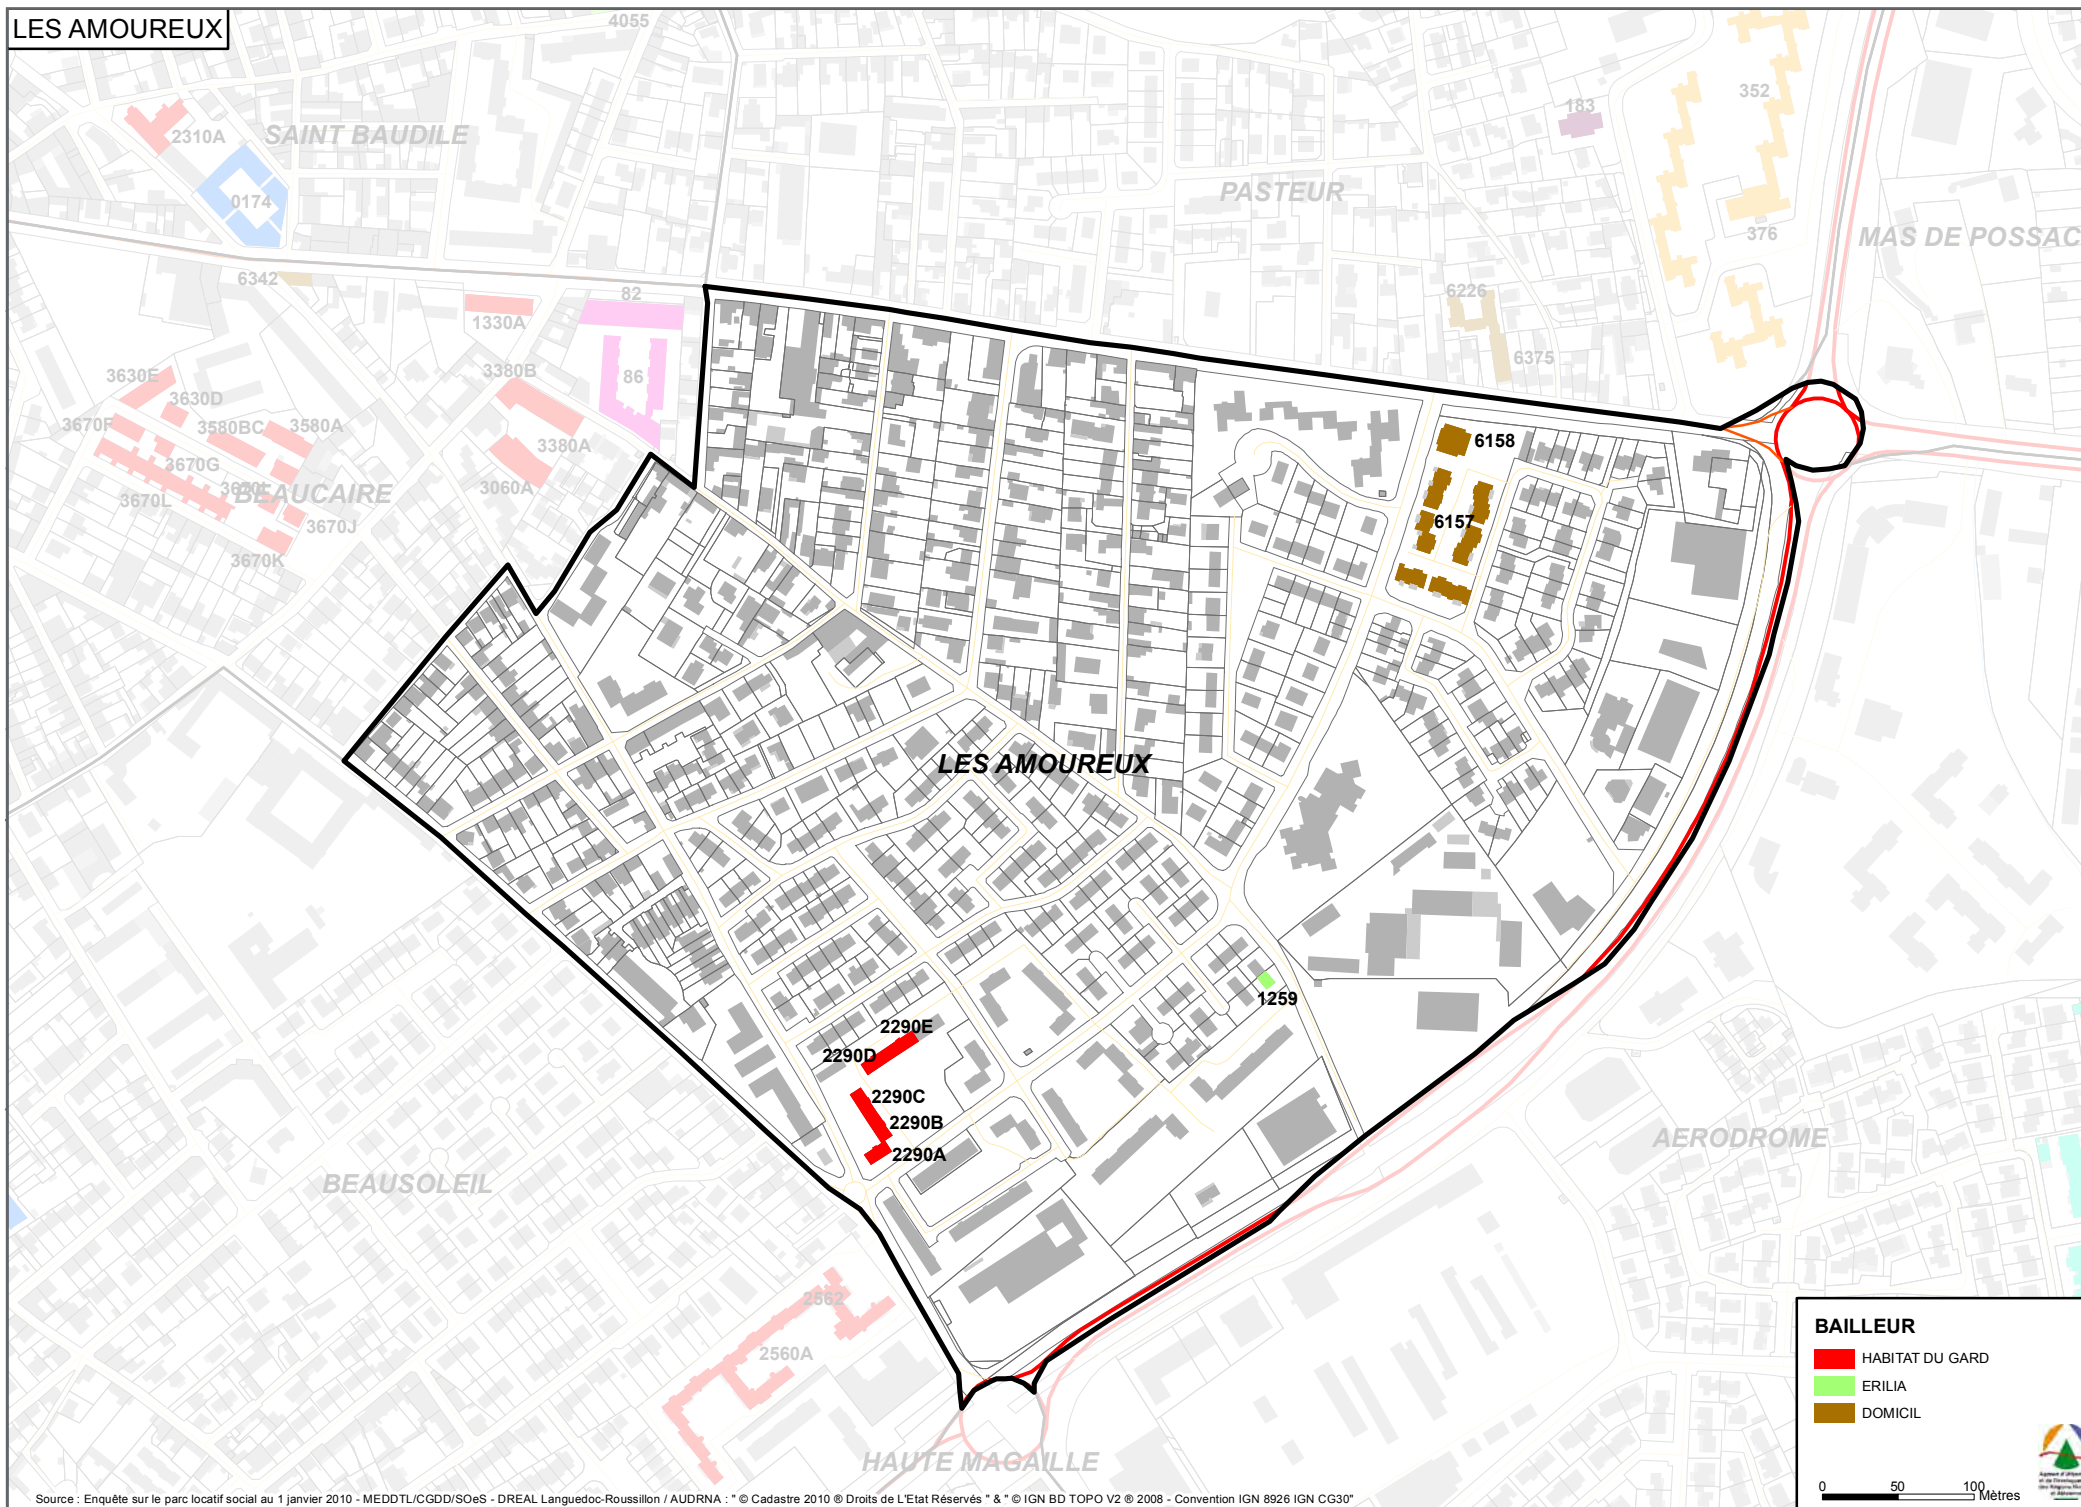 LES AMOUREUX
4055
352
183
2310A
SAINT BAUDILE
PASTEUR
0174
376
MAS DE POSSAC
6342
82
6226
1330A
6375
3630E
3380B
86
3630D
3670F
3580BC
3580A
3380A
6158
3670G
3670L
BEAUCAIRE
3060A
6157
3670J
3670K
LES AMOUREUX
1259
2290E
2290D
2290C
2290B
2290A
AERODROME
BEAUSOLEIL
2562
2560A
HAUTE MAGAILLE
BAILLEUR
HABITAT DU GARD
ERILIA
DOMICIL
0 50 100
Mètres
Source : Enquête sur le parc locatif social au 1 janvier 2010 - MEDDTL/CGDD/SOeS - DREAL Languedoc-Roussillon / AUDRNA : " © Cadastre 2010 ® Droits de L'Etat Réservés " & " © IGN BD TOPO V2 ® 2008 - Convention IGN 8926 IGN CG30"